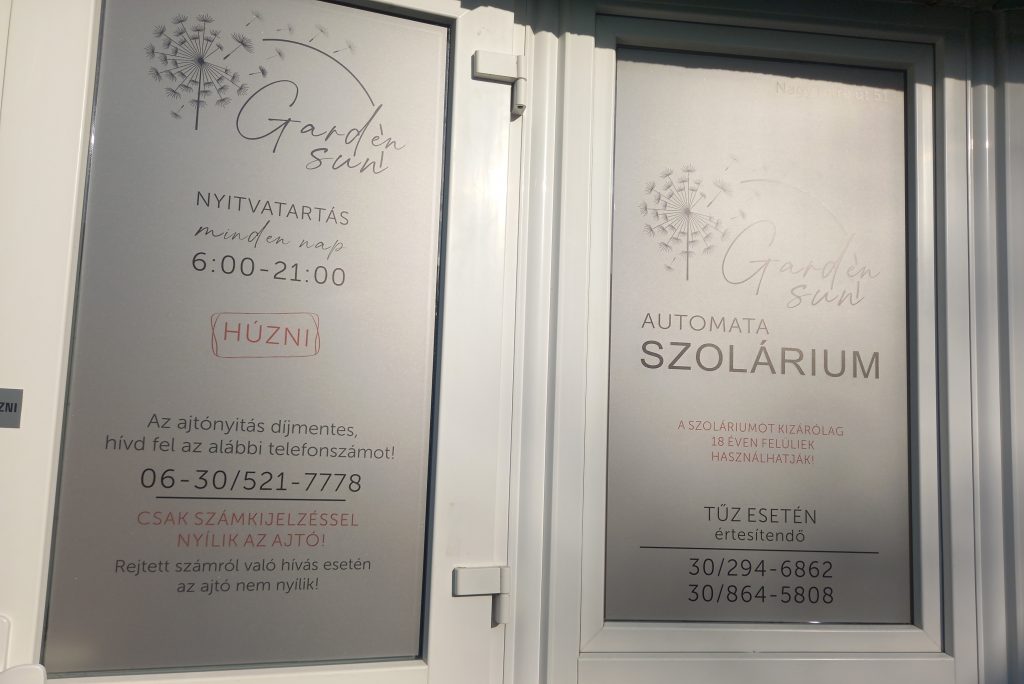 Gardèn
sun
NYITVATARTÁS
minden nap
6:00-21:00
HÚZNI
Az ajtónyitás díjmentes,
hívd fel az alábbi telefonszámot!
06-30/521-7778
CSAK SZÁMKIJELZÉSSEL
NYÍLIK AZ AJTÓ!
Rejtett számról való hívás esetén
az ajtó nem nyílik!
Gardèn
sun
AUTOMATA
SZOLÁRIUM
A SZOLÁRIUMOT KIZÁRÓLAG
18 ÉVEN FELÜLIEK
HASZNÁLHATJÁK!
TŰZ ESETÉN
értesítendő
30/294-6862
30/864-5808